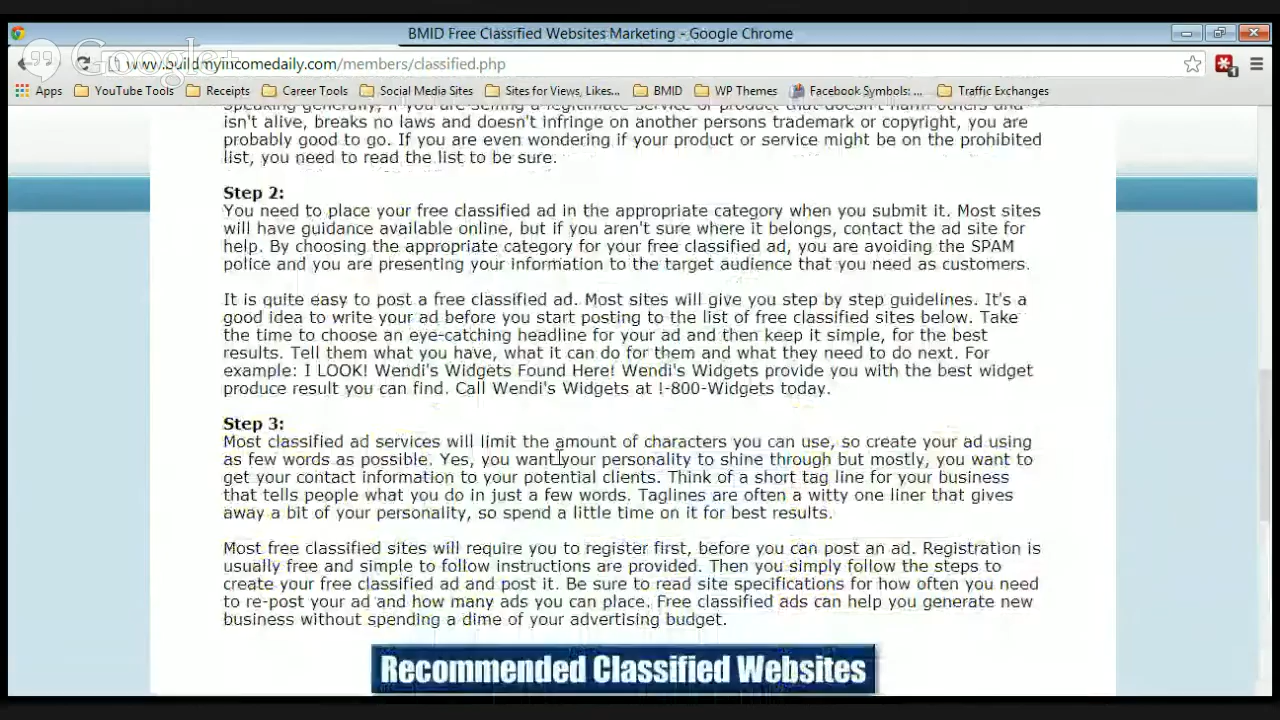 BMID Free Classified Websites Marketing - Google Chrome
Google+
www.buildmyincomedaily.com/members/classified.php
1
Apps YouTube Tools Receipts Career Tools Social Media Sites Sites for Views, Likes... BMID WP Themes Facebook Symbols: ... Traffic Exchanges
Speaking generally, if you are selling a legitimate service or product that doesn't harm others and
isn't alive, breaks no laws and doesn't infringe on another persons trademark or copyright, you are
probably good to go. If you are even wondering if your product or service might be on the prohibited
list, you need to read the list to be sure.
Step 2:
You need to place your free classified ad in the appropriate category when you submit it. Most sites
will have guidance available online, but if you aren't sure where it belongs, contact the ad site for
help. By choosing the appropriate category for your free classified ad, you are avoiding the SPAM
police and you are presenting your information to the target audience that you need as customers.
It is quite easy to post a free classified ad. Most sites will give you step by step guidelines. It's a
good idea to write your ad before you start posting to the list of free classified sites below. Take
the time to choose an eye-catching headline for your ad and then keep it simple, for the best
results. Tell them what you have, what it can do for them and what they need to do next. For
example: I LOOK! Wendi's Widgets Found Here! Wendi's Widgets provide you with the best widget
produce result you can find. Call Wendi's Widgets at !-800-Widgets today.
Step 3:
Most classified ad services will limit the amount of characters you can use, so create your ad using
as few words as possible. Yes, you want your personality to shine through but mostly, you want to
get your contact information to your potential clients. Think of a short tag line for your business
that tells people what you do in just a few words. Taglines are often a witty one liner that gives
away a bit of your personality, so spend a little time on it for best results.
Most free classified sites will require you to register first, before you can post an ad. Registration is
usually free and simple to follow instructions are provided. Then you simply follow the steps to
create your free classified ad and post it. Be sure to read site specifications for how often you need
to re-post your ad and how many ads you can place. Free classified ads can help you generate new
business without spending a dime of your advertising budget.
Recommended Classified Websites